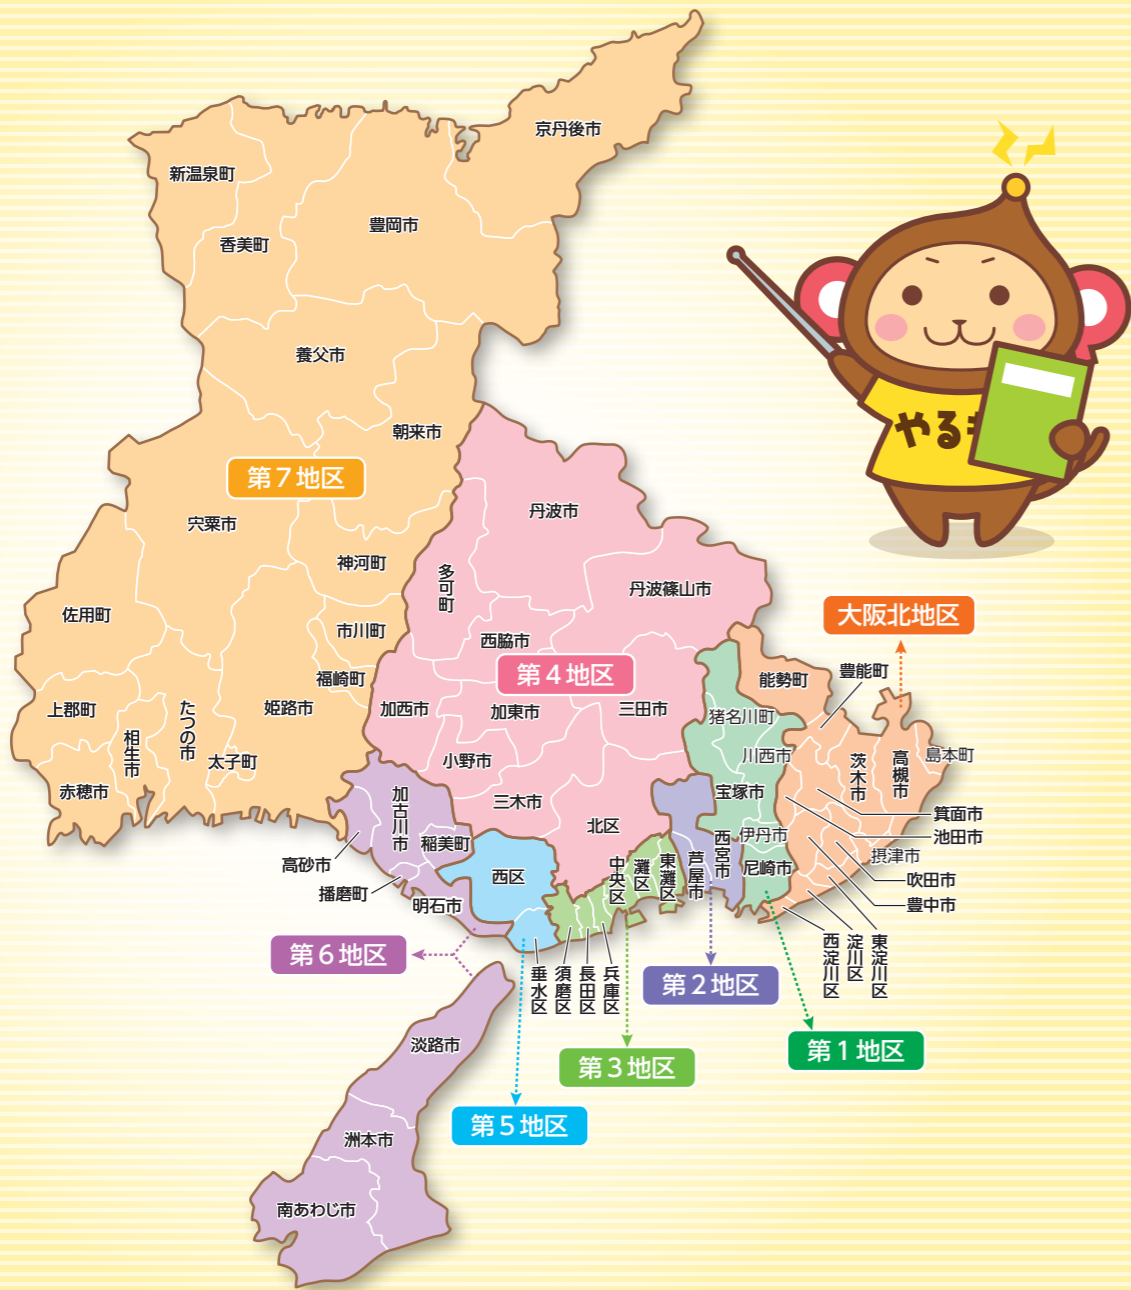 京丹後市
新温泉町
豊岡市
香美町
養父市
朝来市
第7地区
宍粟市
神河町
佐用町
市川町
福崎町
上郡町
相生市
たつの市
姫路市
太子町
赤穂市
丹波市
多可町
丹波篠山市
西脇市
第4地区
加西市
加東市
三田市
小野市
三木市
北区
大阪北地区
能勢町
豊能町
猪名川町
川西市
茨木市
高槻市
島本町
宝塚市
箕面市
伊丹市
池田市
尼崎市
摂津市
吹田市
豊中市
西淀川区
淀川区
東淀川区
加古川市
稲美町
高砂市
播磨町
明石市
西区
中央区
灘区
東灘区
芦屋市
西宮市
第6地区
垂水区
須磨区
長田区
兵庫区
第2地区
第1地区
第3地区
第5地区
淡路市
洲本市
南あわじ市
やる